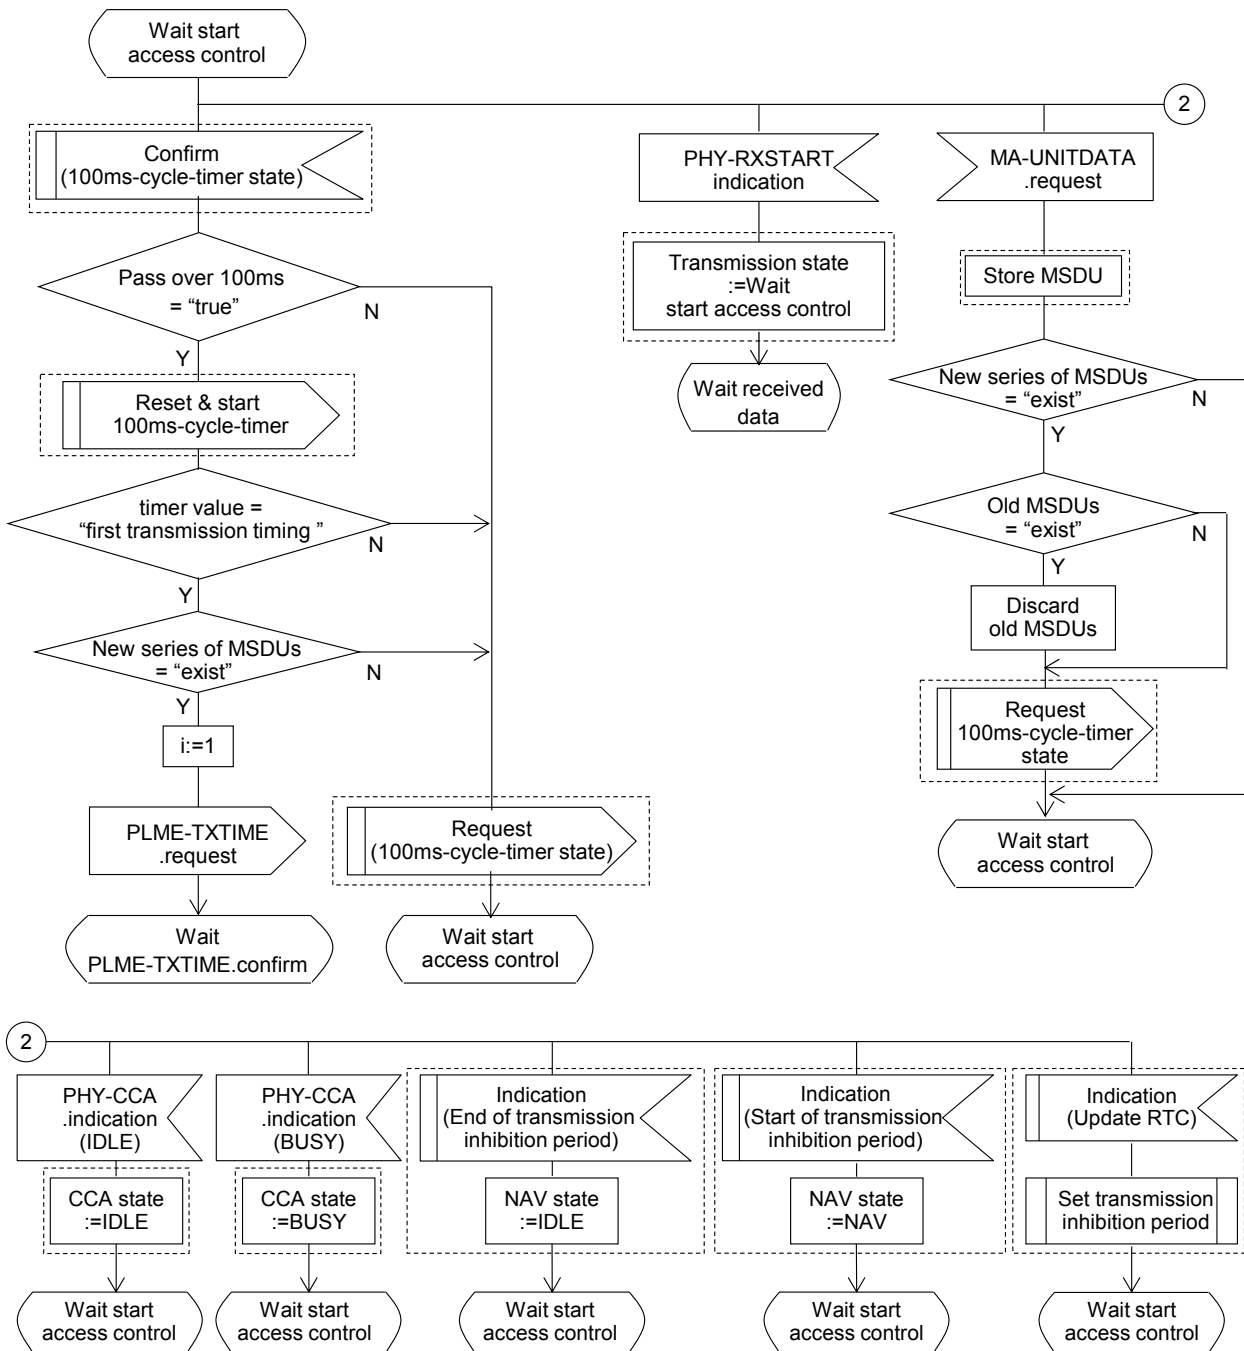 Wait start
access control
2
Confirm
(100ms-cycle-timer state)
Pass over 100ms
= “true”
N
Y
Reset & start
100ms-cycle-timer
timer value =
“first transmission timing ”
N
Y
New series of MSDUs
= “exist”
N
Y
i:=1
PLME-TXTIME
.request
Wait
PLME-TXTIME.confirm
Request
(100ms-cycle-timer state)
Wait start
access control
PHY-RXSTART
indication
Transmission state
:=Wait
start access control
Wait received
data
MA-UNITDATA
.request
Store MSDU
New series of MSDUs
= “exist”
N
Y
Old MSDUs
= “exist”
N
Y
Discard
old MSDUs
Request
100ms-cycle-timer
state
Wait start
access control
2
PHY-CCA
.indication
(IDLE)
CCA state
:=IDLE
Wait start
access control
PHY-CCA
.indication
(BUSY)
CCA state
:=BUSY
Wait start
access control
Indication
(End of transmission
inhibition period)
NAV state
:=IDLE
Wait start
access control
Indication
(Start of transmission
inhibition period)
NAV state
:=NAV
Wait start
access control
Indication
(Update RTC)
Set transmission
inhibition period
Wait start
access control